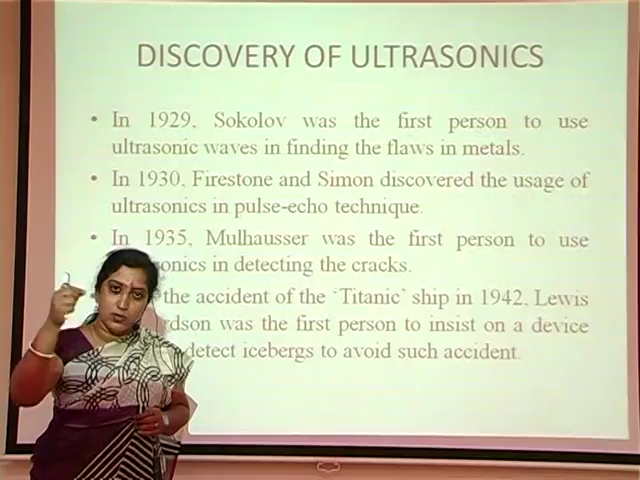 DISCOVERY OF ULTRASONICS
• In 1929, Sokolov was the first person to use
ultrasonic waves in finding the flaws in metals.
• In 1930, Firestone and Simon discovered the usage of
ultrasonics in pulse-echo technique.
• In 1935, Mulhausser was the first person to use
onics in detecting the cracks.
the accident of the 'Titanic' ship in 1942, Lewis
rdson was the first person to insist on a device
detect icebergs to avoid such accident.